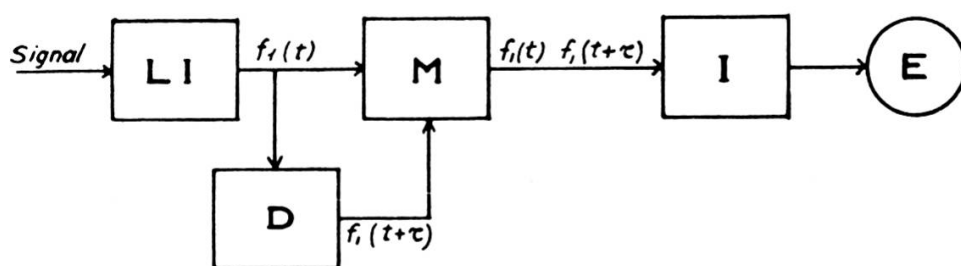 Signal
LI
f₁(t)
M
f₁(t) f₁(t+τ)
I
E
D
f₁(t+τ)